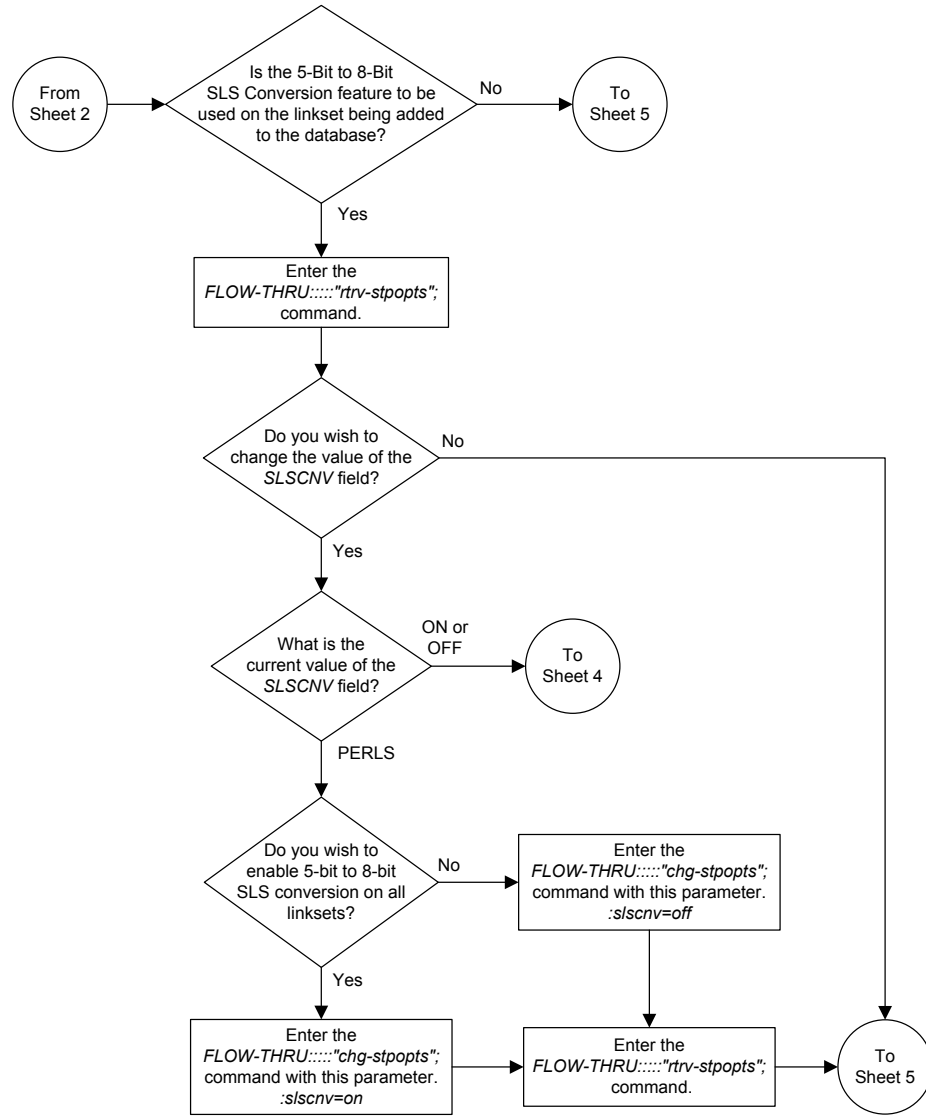 From
Sheet 2
Is the 5-Bit to 8-Bit
SLS Conversion feature to be
used on the linkset being added
to the database?
No
To
Sheet 5
Yes
Enter the
FLOW-THRU:::::"rtrv-stpopts";
command.
Do you wish to
change the value of the
SLSCNV field?
No
Yes
What is the
current value of the
SLSCNV field?
ON or
OFF
To
Sheet 4
PERLS
Do you wish to
enable 5-bit to 8-bit
SLS conversion on all
linksets?
No
Enter the
FLOW-THRU:::::"chg-stpopts";
command with this parameter.
:slscnv=off
Yes
Enter the
FLOW-THRU:::::"chg-stpopts";
command with this parameter.
:slscnv=on
Enter the
FLOW-THRU:::::"rtrv-stpopts";
command.
To
Sheet 5